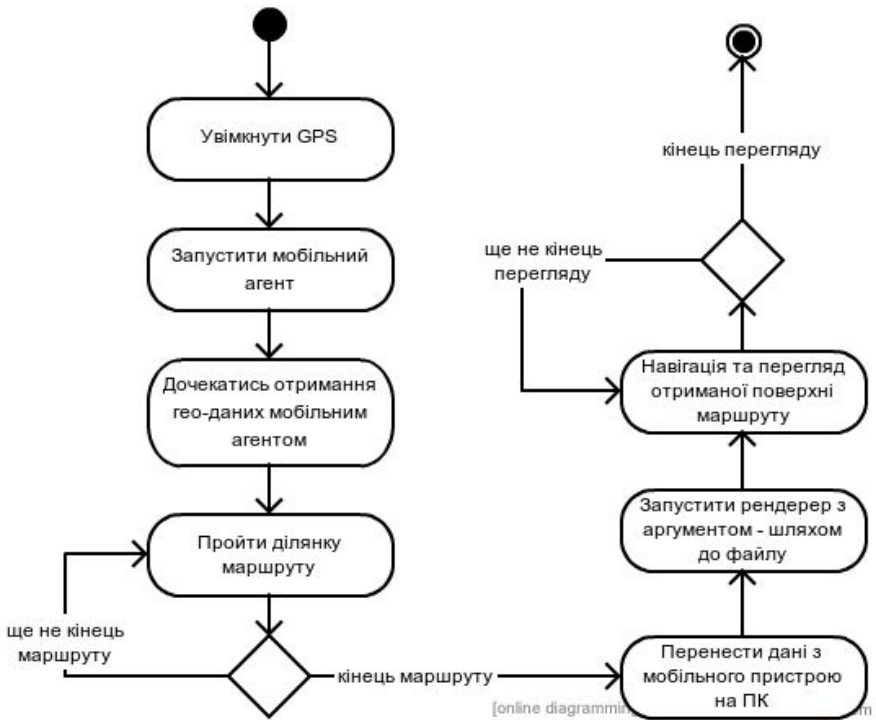 Увімкнути GPS
Запустити мобільний
агент
Дочекатись отримання
гео-даних мобільним
агентом
Пройти ділянку
маршруту
ще не кінець
маршруту
кінець маршруту
Перенести дані з
мобільного пристрою
на ПК
Запустити рендерер з
аргументом - шляхом
до файлу
Навігація та перегляд
отриманої поверхні
маршруту
ще не кінець
перегляду
кінець перегляду
[online